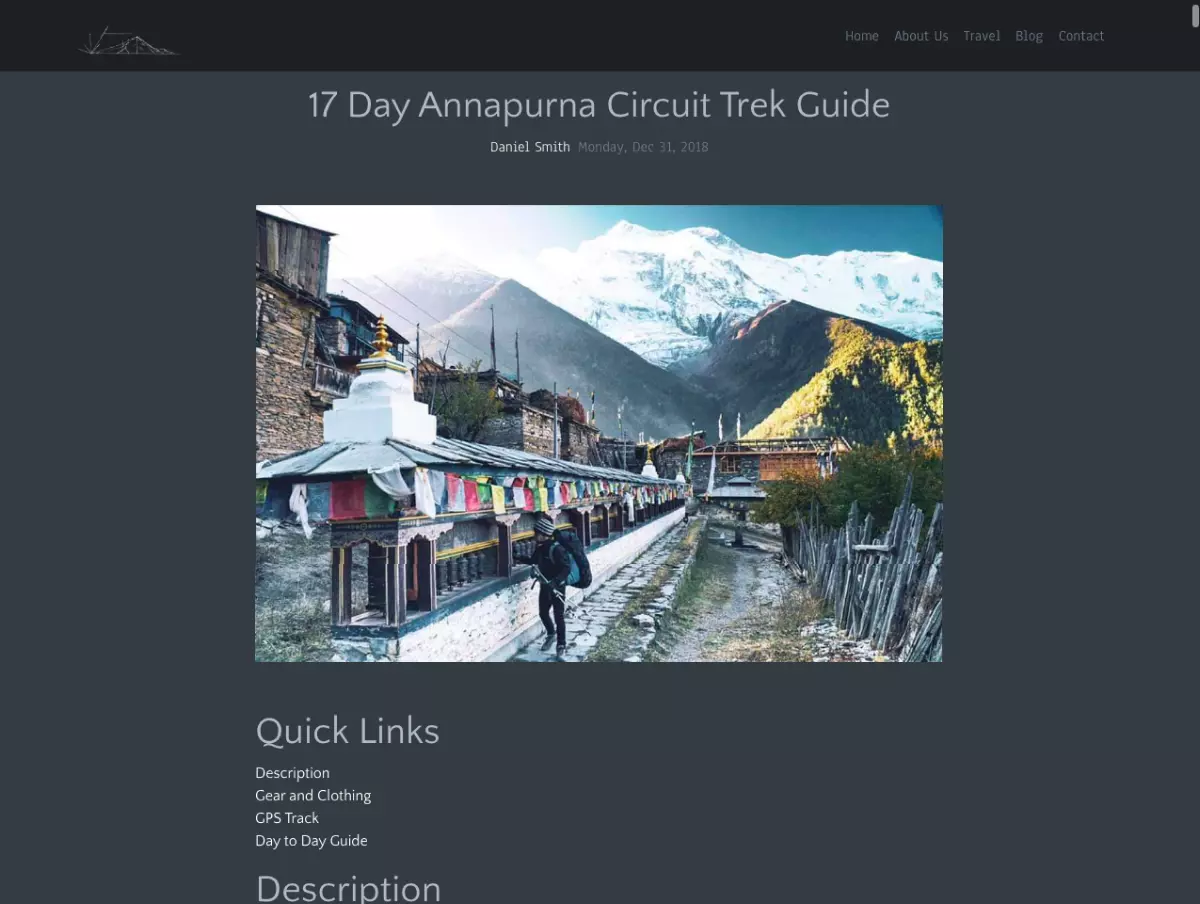 Home About Us Travel Blog Contact
17 Day Annapurna Circuit Trek Guide
Daniel Smith Monday, Dec 31, 2018
Quick Links
Description
Gear and Clothing
GPS Track
Day to Day Guide
Description